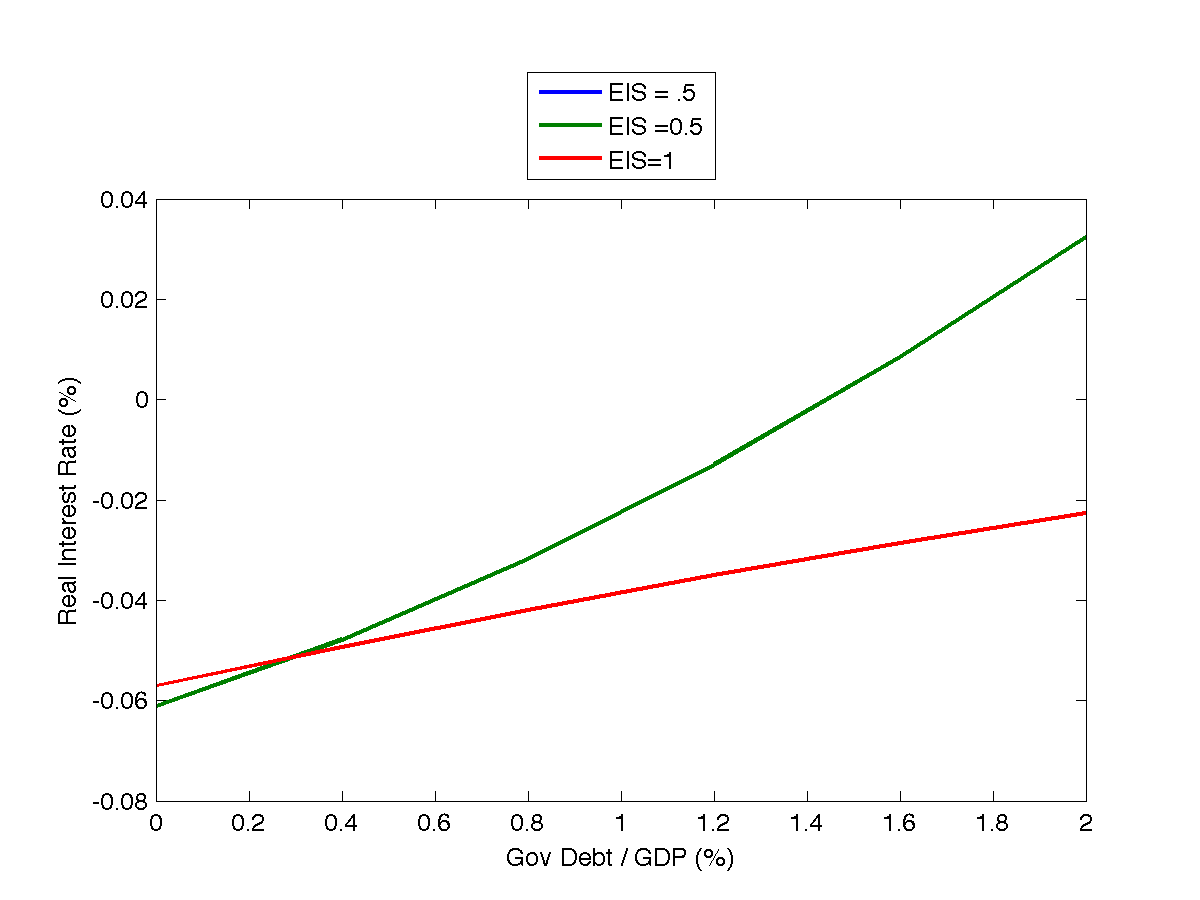 EIS = .5
EIS =0.5
EIS=1
0.04
0.02
0
-0.02
-0.04
-0.06
-0.08
Real Interest Rate (%)
0 0.2 0.4 0.6 0.8 1 1.2 1.4 1.6 1.8 2
Gov Debt / GDP (%)